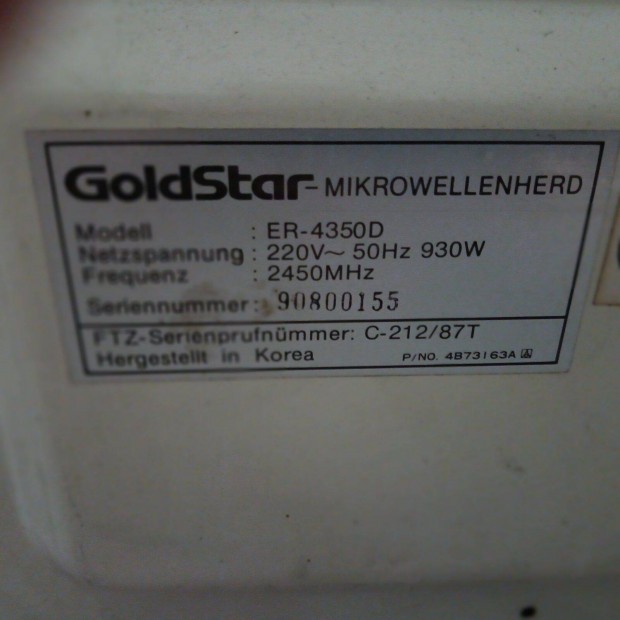 GoldStar-MIKROWELLENHERD
Modell : ER-4350D
Netzspannung : 220V~ 50Hz 930W
Frequenz : 2450MHz
Seriennummer: 90800155
FTZ-Serienprufnümmer: C-212/87T
Hergestellt in Korea P/NO. 4B73163A